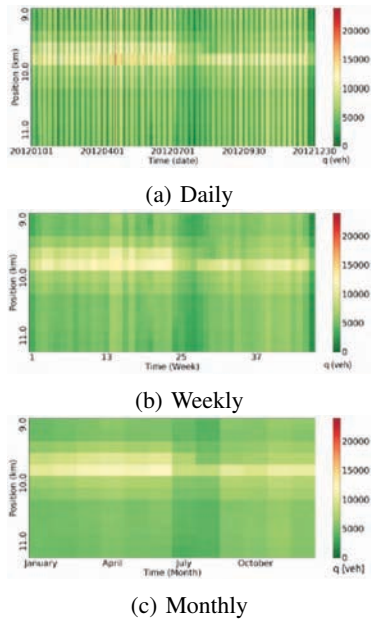 9.0
10.0
11.0
Position (km)
20120101 20120401 20120701 20120930 20121230
Time (date)
q (veh)
20000
15000
10000
5000
0
(a) Daily
9.0
10.0
11.0
Position (km)
1 13 25 37
Time (Week)
q (veh)
20000
15000
10000
5000
0
(b) Weekly
9.0
10.0
11.0
Position (km)
January April July October
Time (Month)
q [veh]
20000
15000
10000
5000
0
(c) Monthly